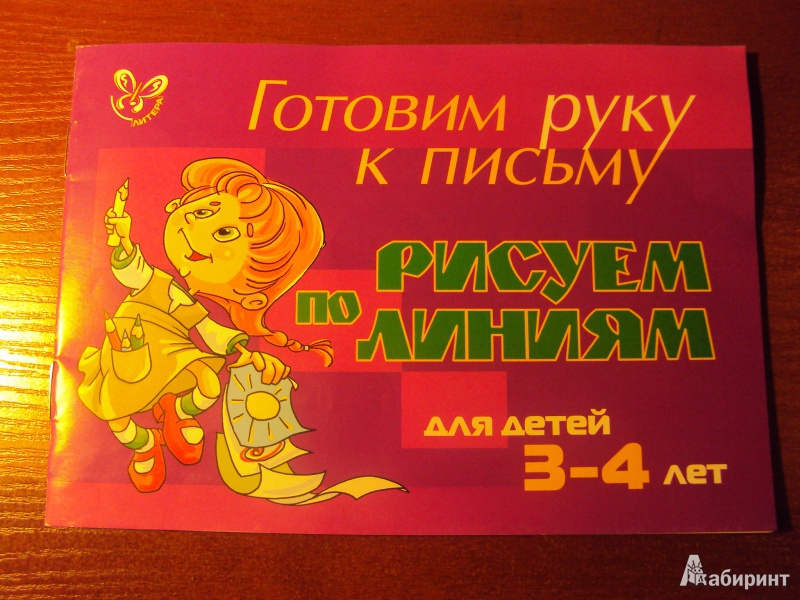 ЛИТЕРА
Готовим руку
к письму
Рисуем
по линиям
для детей
3-4 лет
Лабиринт